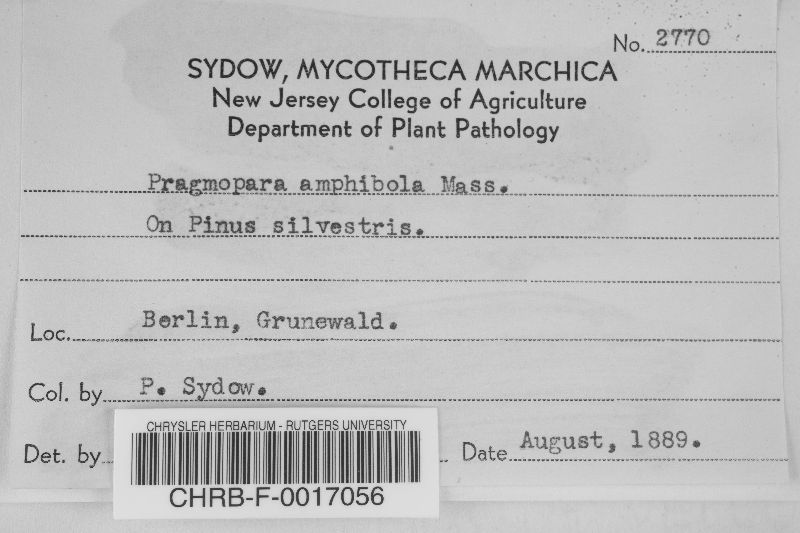 No. 2770
SYDOW, MYCOTHECA MARCHICA
New Jersey College of Agriculture
Department of Plant Pathology
Pragmopara amphibola Mass.
On Pinus silvestris.
Loc. Berlin, Grunewald.
Col. by P. Sydow.
Det. by Date August, 1889.
CHRYSLER HERBARIUM - RUTGERS UNIVERSITY
CHRB-F-0017056